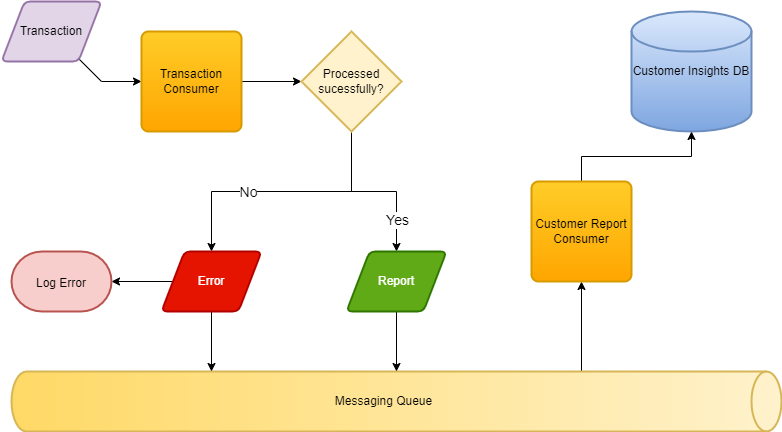 Transaction
Transaction
Consumer
Processed
sucessfully?
Customer Insights DB
No
Yes
Customer Report
Consumer
Log Error
Error
Report
Messaging Queue